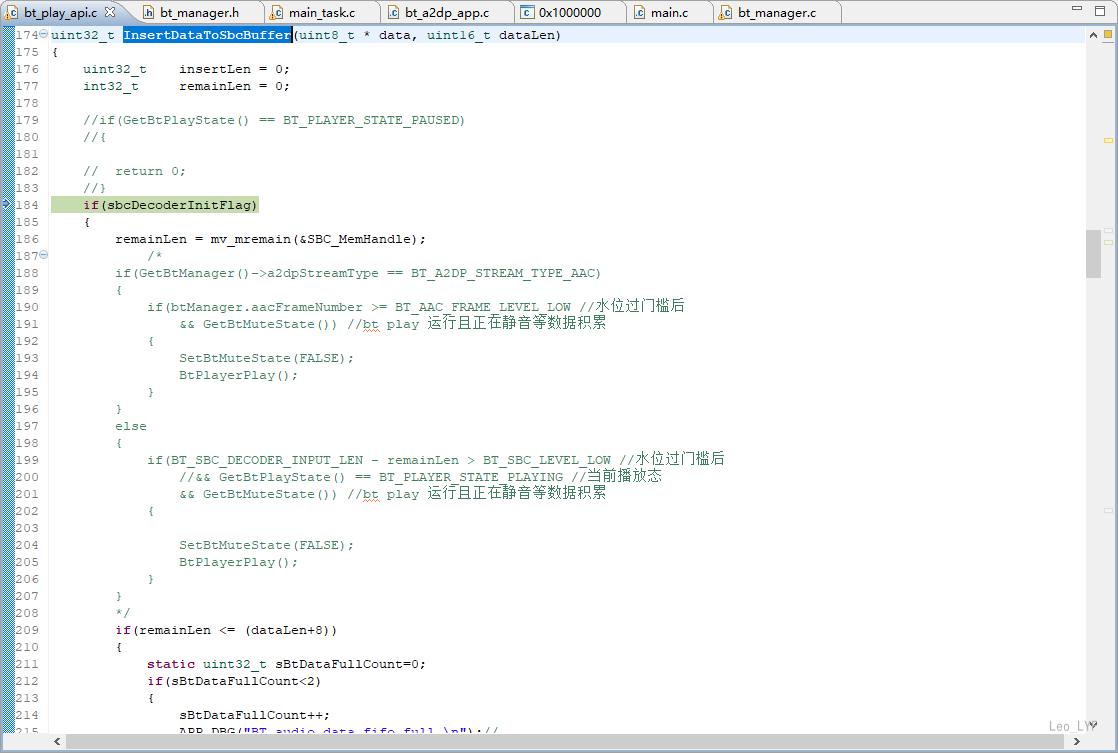 bt_play_api.c bt_manager.h main_task.c bt_a2dp_app.c 0x1000000 main.c bt_manager.c
174 uint32_t InsertDataToSbcBuffer(uint8_t * data, uint16_t dataLen)
175 {
176     uint32_t    insertLen = 0;
177     int32_t     remainLen = 0;
178
179     //if(GetBtPlayState() == BT_PLAYER_STATE_PAUSED)
180     //{
181
182     //  return 0;
183     //}
184     if(sbcDecoderInitFlag)
185     {
186         remainLen = mv_mremain(&SBC_MemHandle);
187             /*
188         if(GetBtManager()->a2dpStreamType == BT_A2DP_STREAM_TYPE_AAC)
189         {
190             if(btManager.aacFrameNumber >= BT_AAC_FRAME_LEVEL_LOW //水位过门槛后
191                 && GetBtMuteState()) //bt play 运行且正在静音等数据积累
192             {
193                 SetBtMuteState(FALSE);
194                 BtPlayerPlay();
195             }
196         }
197         else
198         {
199             if(BT_SBC_DECODER_INPUT_LEN - remainLen > BT_SBC_LEVEL_LOW //水位过门槛后
200                 //&& GetBtPlayState() == BT_PLAYER_STATE_PLAYING //当前播放态
201                 && GetBtMuteState()) //bt play 运行且正在静音等数据积累
202             {
203
204                 SetBtMuteState(FALSE);
205                 BtPlayerPlay();
206             }
207         }
208         */
209         if(remainLen <= (dataLen+8))
210         {
211             static uint32_t sBtDataFullCount=0;
212             if(sBtDataFullCount<2)
213             {
214                 sBtDataFullCount++;
215                 APP_DBG("BT audio data fifo full.\n");//